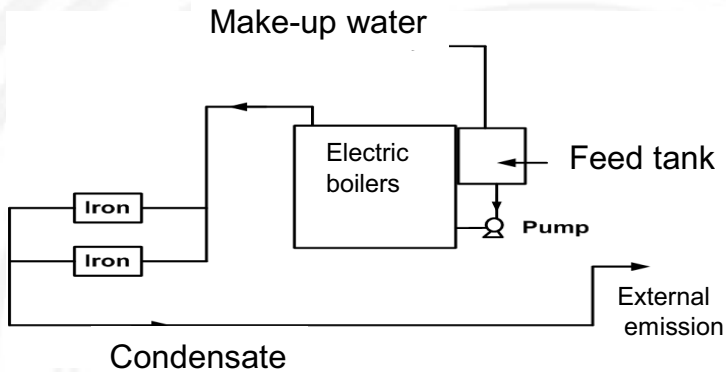 Make-up water
Electric
boilers
Feed tank
Iron
Pump
Iron
External
emission
Condensate